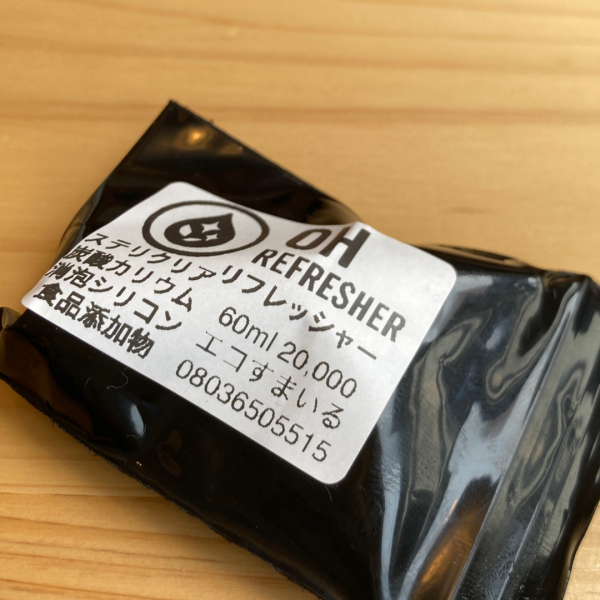 oH
REFRESHER
ステリクリアリフレッシャー
炭酸カリウム
消泡シリコン
食品添加物
60ml 20,000
エコすまいる
08036505515